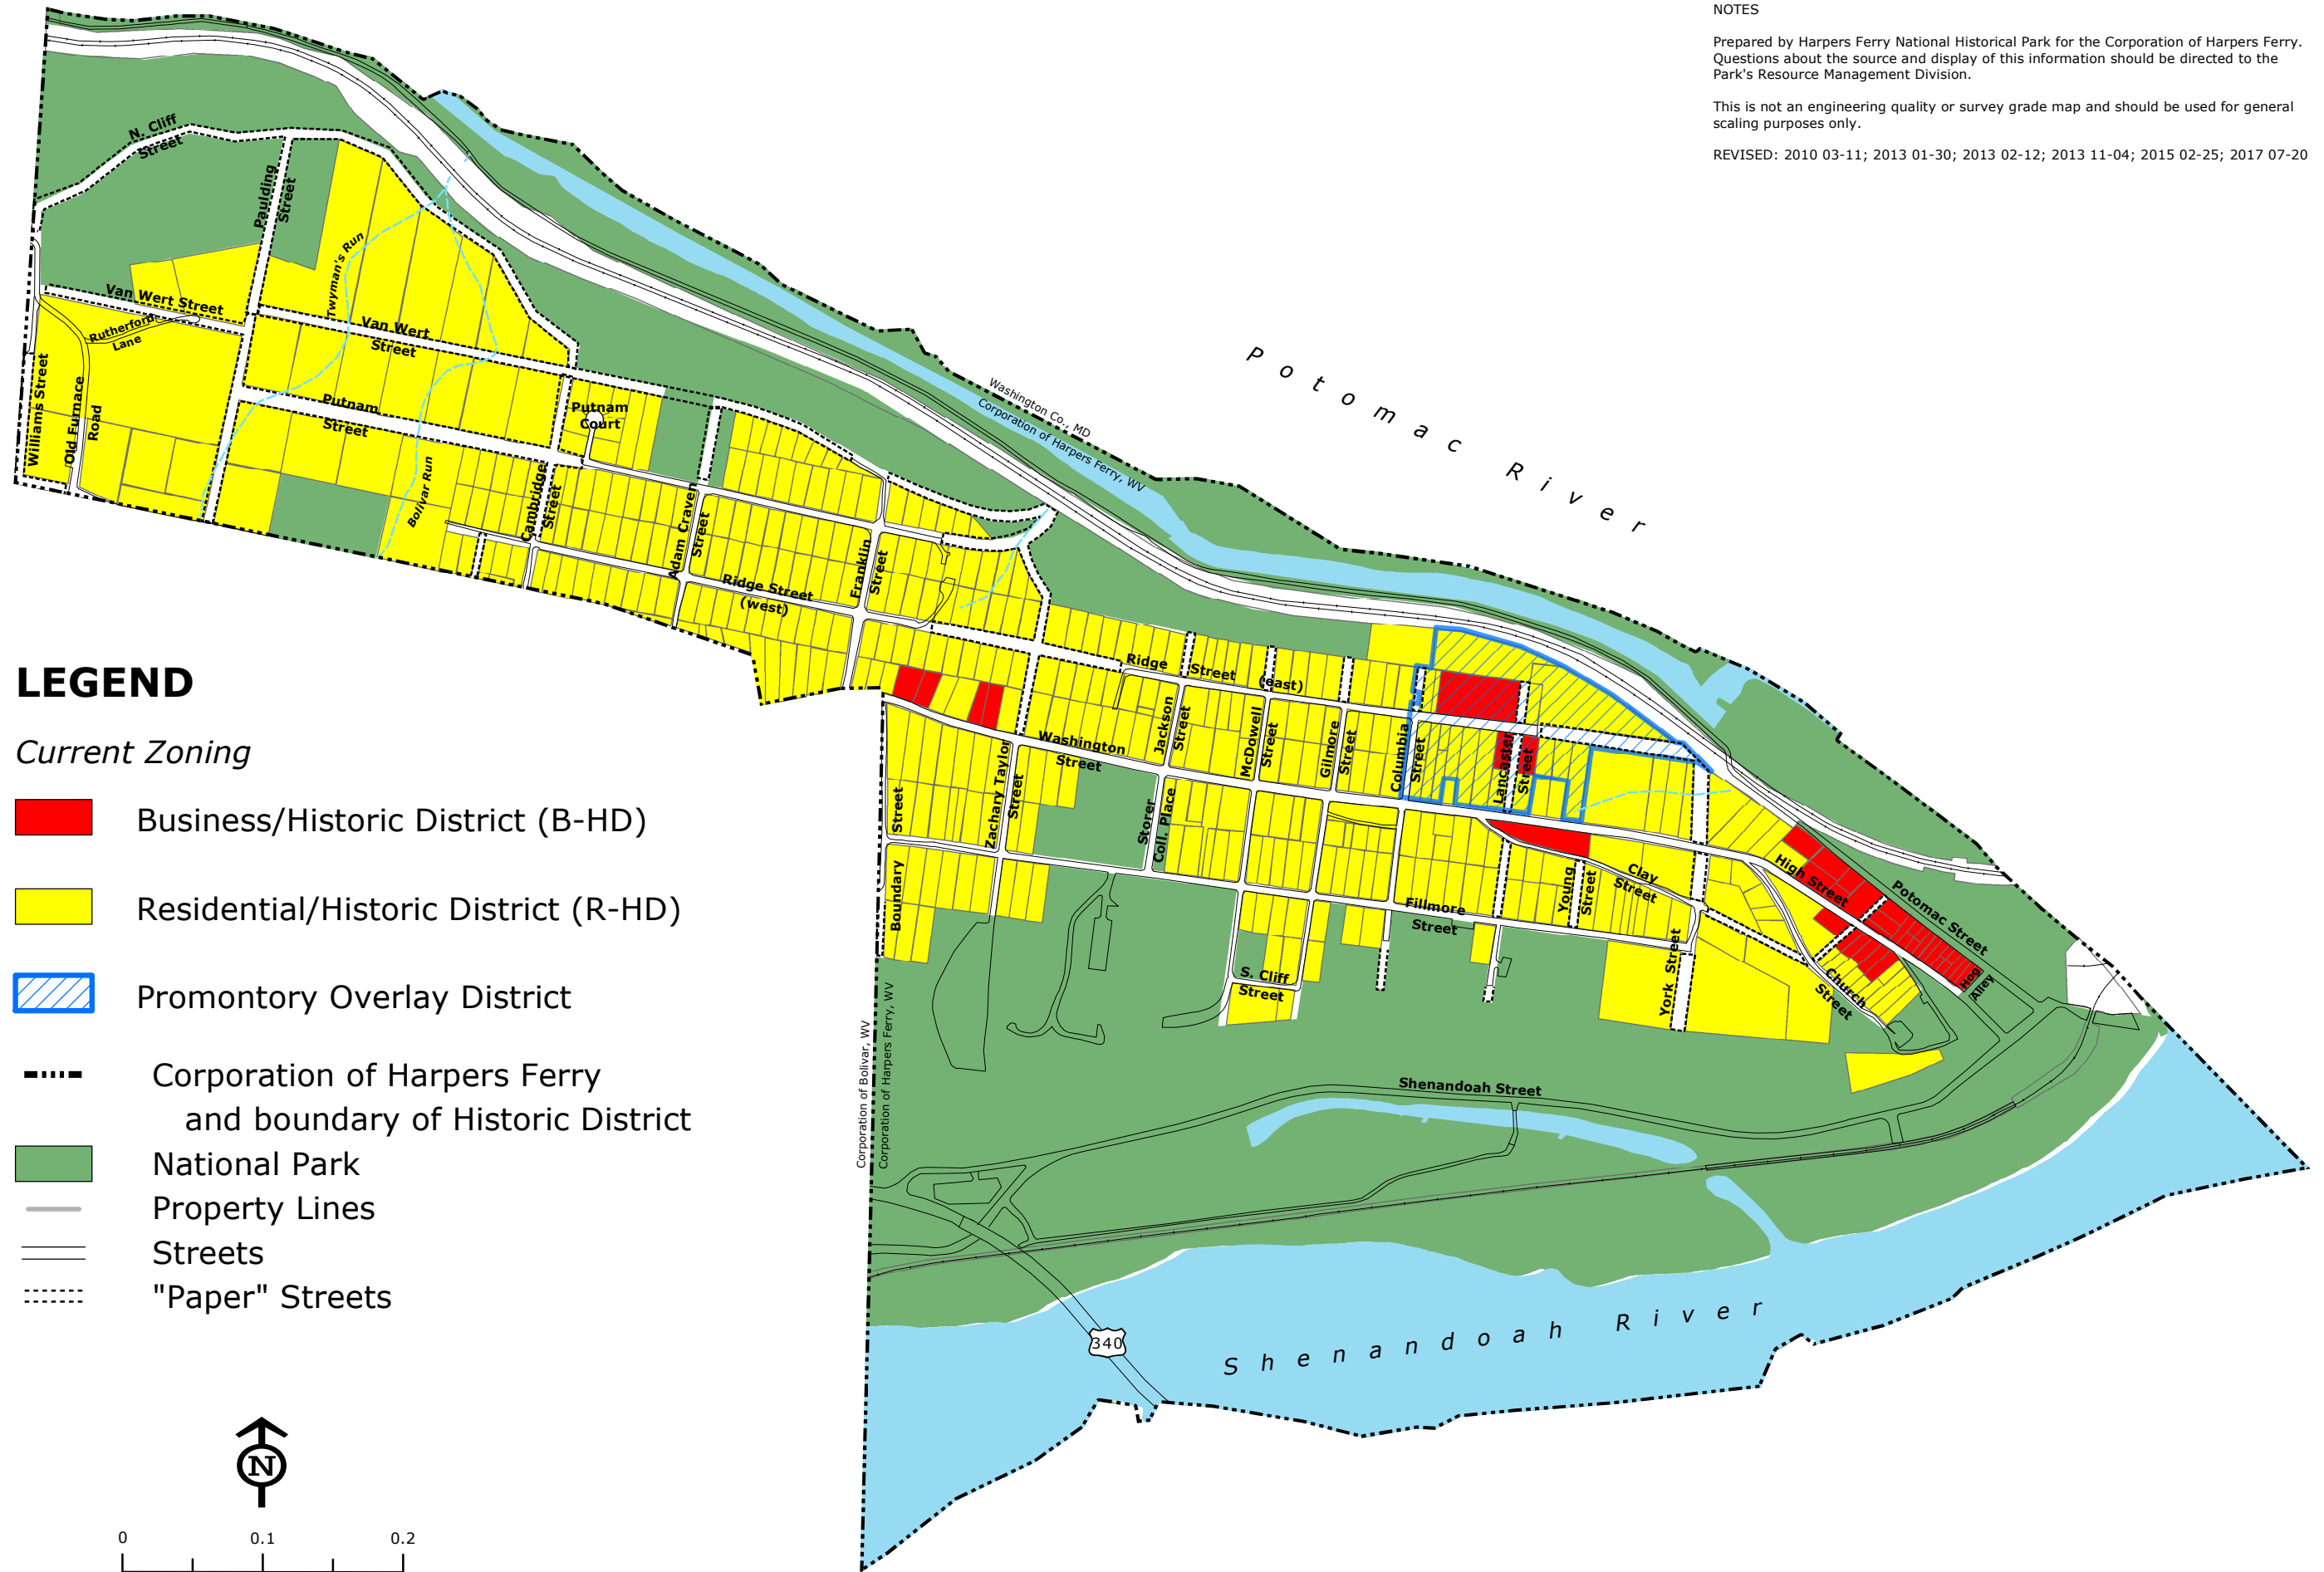 NOTES
Prepared by Harpers Ferry National Historical Park for the Corporation of Harpers Ferry.
Questions about the source and display of this information should be directed to the
Park's Resource Management Division.
This is not an engineering quality or survey grade map and should be used for general
scaling purposes only.
REVISED: 2010 03-11; 2013 01-30; 2013 02-12; 2013 11-04; 2015 02-25; 2017 07-20
N. Cliff
Street
Paulding
Street
Twyman's Run
Van Wert Street
Rutherford
Lane
Van Wert
Street
Williams Street
Old Furnace
Road
Putnam
Street
Putnam
Court
Bolivar Run
Cambridge
Street
Adam Craven
Street
Franklin
Street
Ridge Street
(west)
Washington Co., MD
Corporation of Harpers Ferry, WV
Potomac River
Ridge
Street
(east)
Washington
Street
Jackson
Street
McDowell
Street
Gilmore
Street
Columbia
Street
Lancaster
Street
Zachary Taylor
Street
Boundary
Street
Storer
Coll. Place
Fillmore
Street
Young
Street
Clay
Street
High Street
Potomac Street
Hog
Alley
Church
Street
York Street
S. Cliff
Street
Shenandoah Street
Corporation of Bolivar, WV
Corporation of Harpers Ferry, WV
340
Shenandoah River
LEGEND
Current Zoning
Business/Historic District (B-HD)
Residential/Historic District (R-HD)
Promontory Overlay District
Corporation of Harpers Ferry
and boundary of Historic District
National Park
Property Lines
Streets
"Paper" Streets
N
0 0.1 0.2